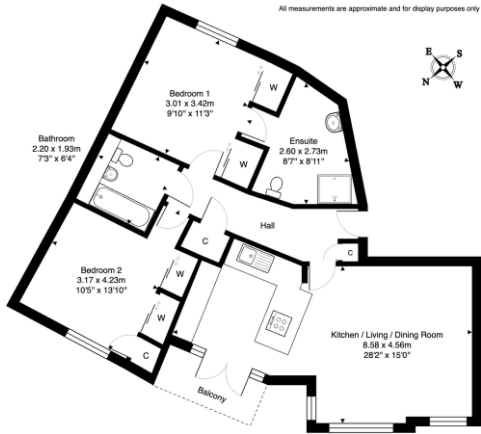 All measurements are approximate and for display purposes only
E S
N W
Bedroom 1
3.01 x 3.42m
9'10" x 11'3"
W
Ensuite
2.60 x 2.73m
8'7" x 8'11"
Bathroom
2.20 x 1.93m
7'3" x 6'4"
W
Hall
C
C
Bedroom 2
3.17 x 4.23m
10'5" x 13'10"
W
W
C
Kitchen / Living / Dining Room
8.58 x 4.56m
28'2" x 15'0"
Balcony